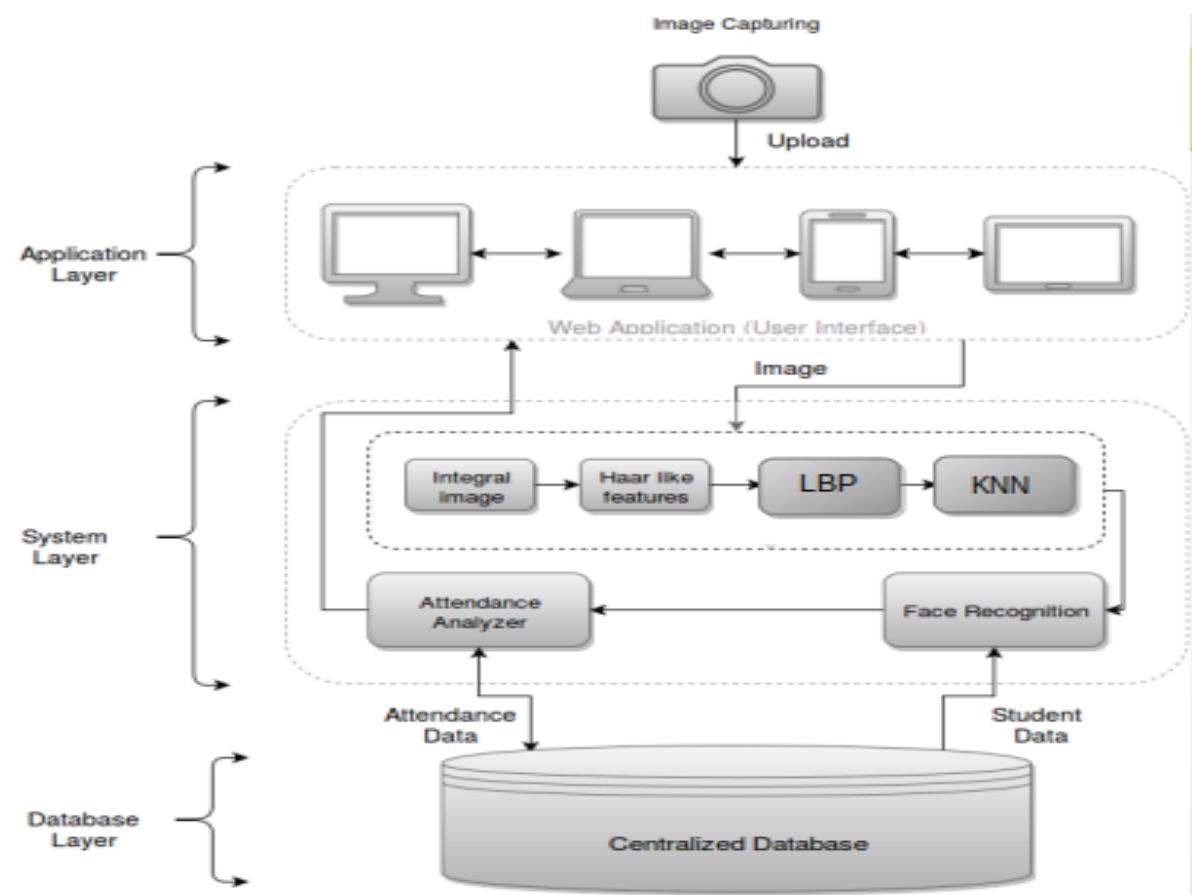 Image Capturing
Upload
Application
Layer
Web Application (User Interface)
Image
Integral
Image
Haar like
features
LBP
KNN
System
Layer
Attendance
Analyzer
Face Recognition
Attendance
Data
Student
Data
Database
Layer
Centralized Database